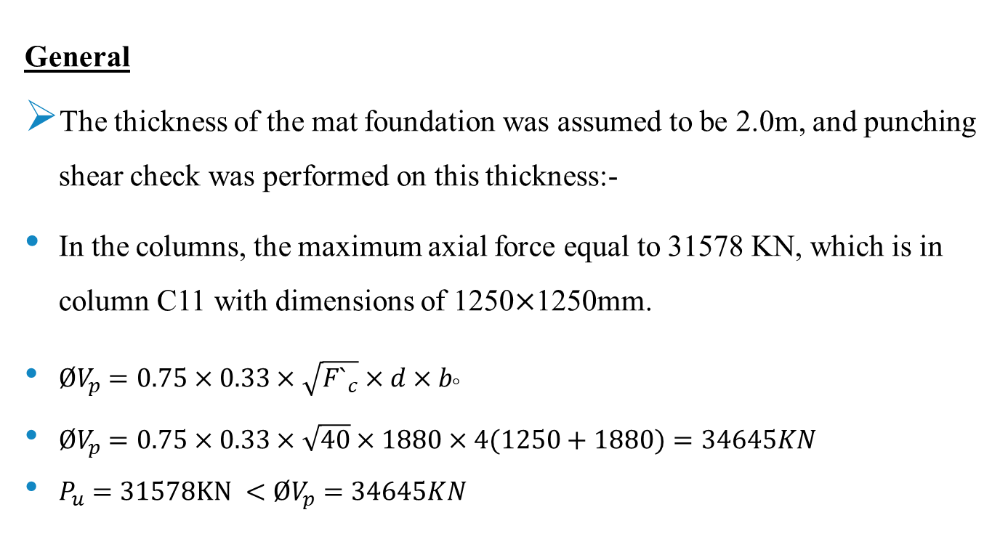 General
The thickness of the mat foundation was assumed to be 2.0m, and punching
shear check was performed on this thickness:-
In the columns, the maximum axial force equal to 31578 KN, which is in
column C11 with dimensions of 1250×1250mm.
ØV_p = 0.75 × 0.33 × √F`_c × d × b∘
ØV_p = 0.75 × 0.33 × √40 × 1880 × 4(1250 + 1880) = 34645KN
P_u = 31578KN < ØV_p = 34645KN